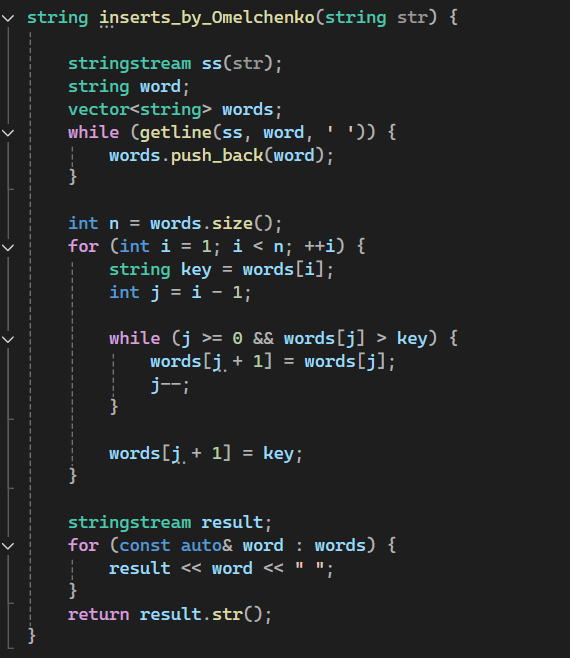 string inserts_by_Omelchenko(string str) {
stringstream ss(str);
string word;
vector<string> words;
while (getline(ss, word, ' ')) {
words.push_back(word);
}
int n = words.size();
for (int i = 1; i < n; ++i) {
string key = words[i];
int j = i - 1;
while (j >= 0 && words[j] > key) {
words[j + 1] = words[j];
j--;
}
words[j + 1] = key;
}
stringstream result;
for (const auto& word : words) {
result << word << " ";
}
return result.str();
}